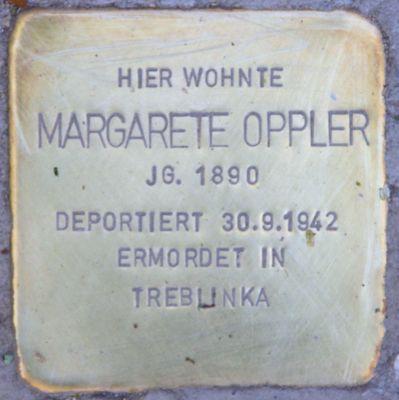 HIER WOHNTE
MARGARETE OPPLER
JG. 1890
DEPORTIERT 30.9.1942
ERMORDET IN
TREBLINKA